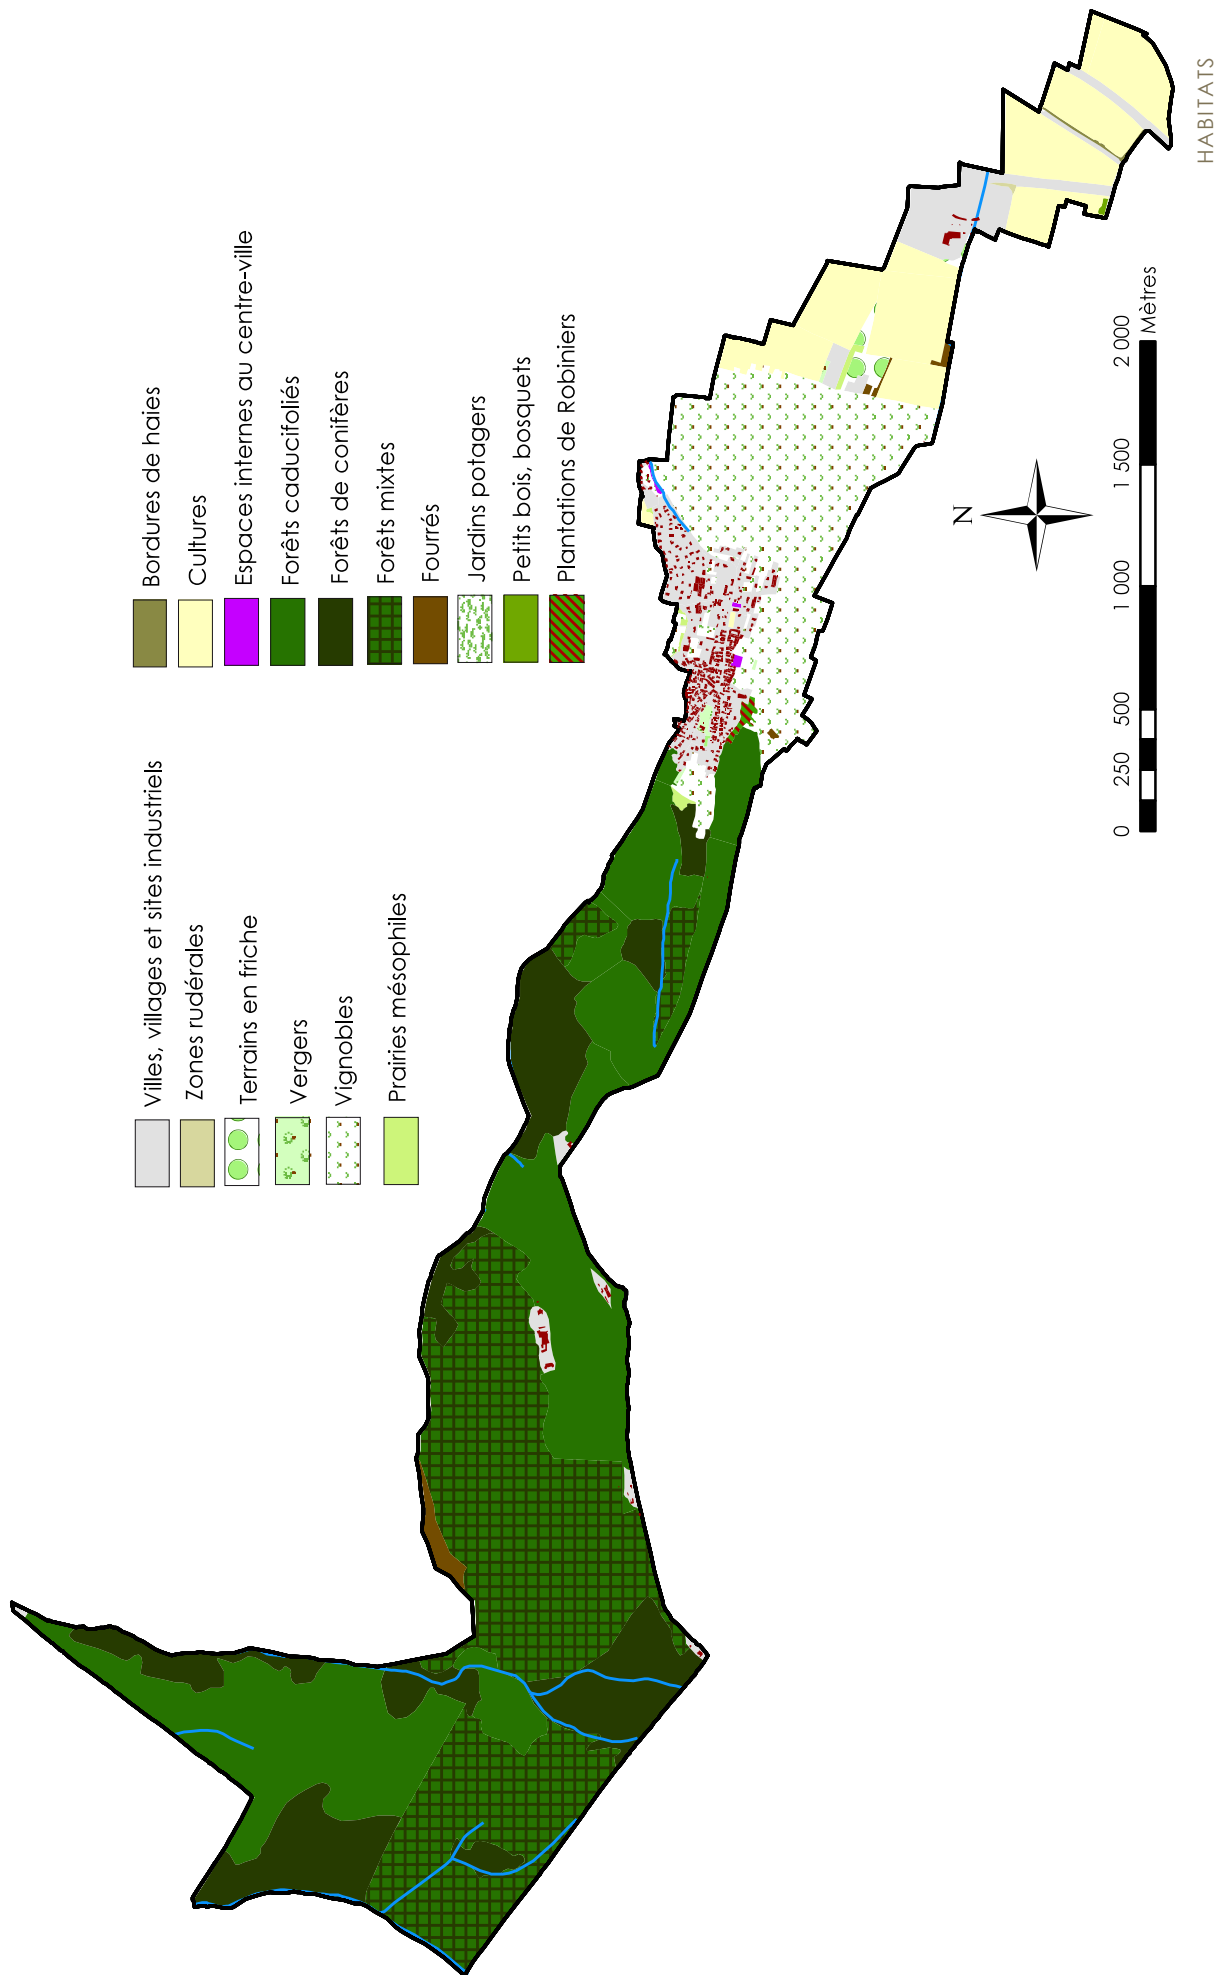 Bordures de haies
Cultures
Espaces internes au centre-ville
Forêts caducifoliés
Forêts de conifères
Forêts mixtes
Fourrés
Jardins potagers
Petits bois, bosquets
Plantations de Robiniers
Villes, villages et sites industriels
Zones rudérales
Terrains en friche
Vergers
Vignobles
Prairies mésophiles
N
0 250 500 1 000 1 500 2 000
Mètres
HABITATS